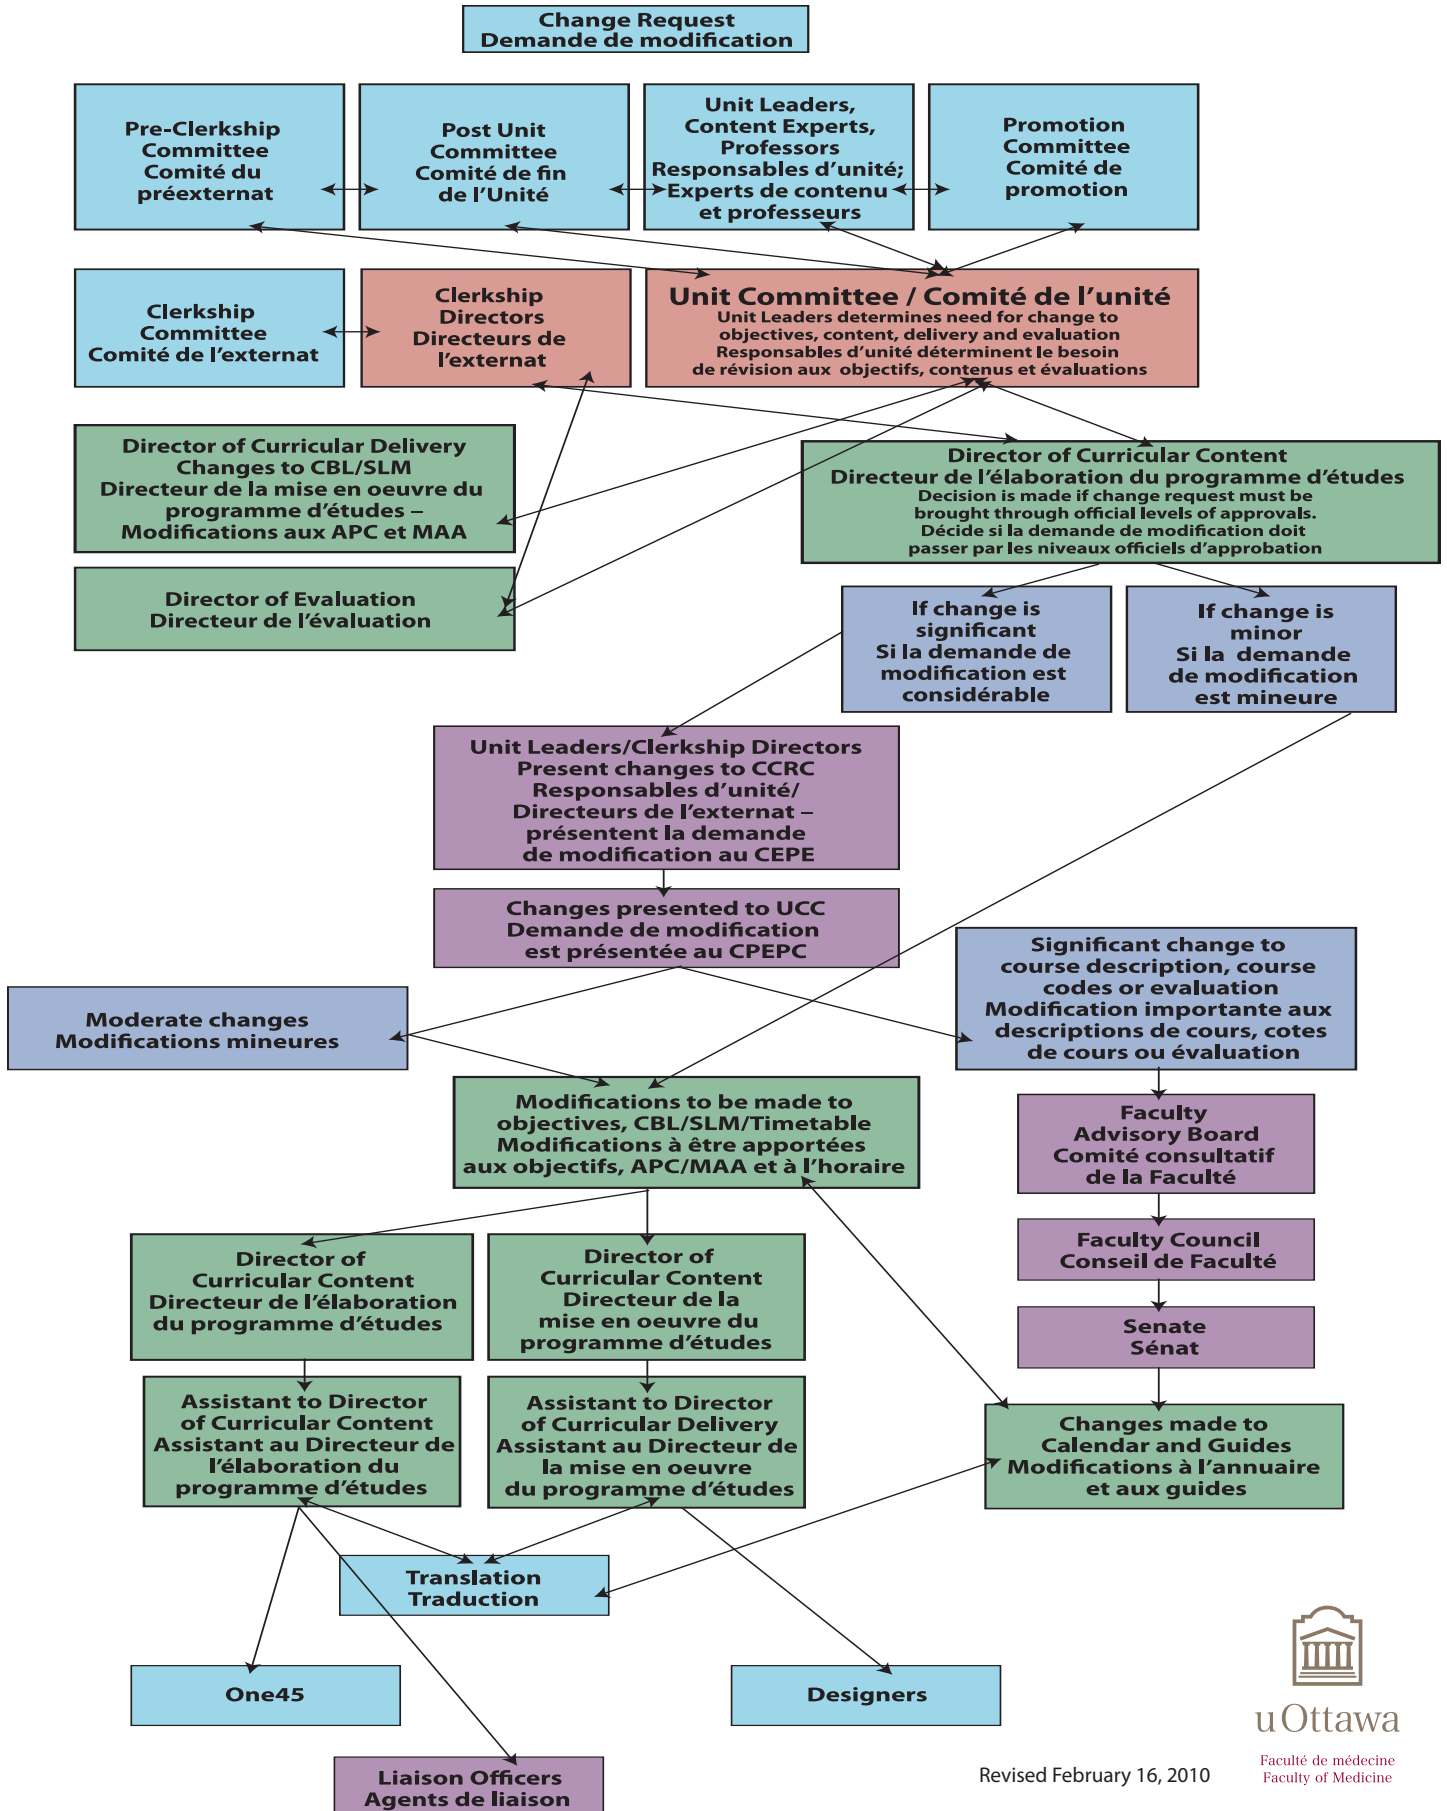 Change Request
Demande de modification
Pre-Clerkship
Committee
Comité du
préexternat
Post Unit
Committee
Comité de fin
de l'Unité
Unit Leaders,
Content Experts,
Professors
Responsables d'unité;
Experts de contenu
et professeurs
Promotion
Committee
Comité de
promotion
Clerkship
Committee
Comité de l'externat
Clerkship
Directors
Directeurs de
l'externat
Unit Committee / Comité de l'unité
Unit Leaders determines need for change to
objectives, content, delivery and evaluation
Responsables d'unité déterminent le besoin
de révision aux objectifs, contenus et évaluations
Director of Curricular Delivery
Changes to CBL/SLM
Directeur de la mise en oeuvre du
programme d'études –
Modifications aux APC et MAA
Director of Curricular Content
Directeur de l'élaboration du programme d'études
Decision is made if change request must be
brought through official levels of approvals.
Décide si la demande de modification doit
passer par les niveaux officiels d'approbation
Director of Evaluation
Directeur de l'évaluation
If change is
significant
Si la demande de
modification est
considérable
If change is
minor
Si la demande
de modification
est mineure
Unit Leaders/Clerkship Directors
Present changes to CCRC
Responsables d'unité/
Directeurs de l'externat –
présentent la demande
de modification au CEPE
Changes presented to UCC
Demande de modification
est présentée au CPEPC
Significant change to
course description, course
codes or evaluation
Modification importante aux
descriptions de cours, cotes
de cours ou évaluation
Moderate changes
Modifications mineures
Modifications to be made to
objectives, CBL/SLM/Timetable
Modifications à être apportées
aux objectifs, APC/MAA et à l'horaire
Faculty
Advisory Board
Comité consultatif
de la Faculté
Faculty Council
Conseil de Faculté
Senate
Sénat
Director of
Curricular Content
Directeur de l'élaboration
du programme d'études
Director of
Curricular Content
Directeur de la
mise en oeuvre du
programme d'études
Assistant to Director
of Curricular Content
Assistant au Directeur de
l'élaboration du
programme d'études
Assistant to Director
of Curricular Delivery
Assistant au Directeur de
la mise en oeuvre
du programme d'études
Changes made to
Calendar and Guides
Modifications à l'annuaire
et aux guides
Translation
Traduction
One45
Designers
Liaison Officers
Agents de liaison
uOttawa
Faculté de médecine
Faculty of Medicine
Revised February 16, 2010